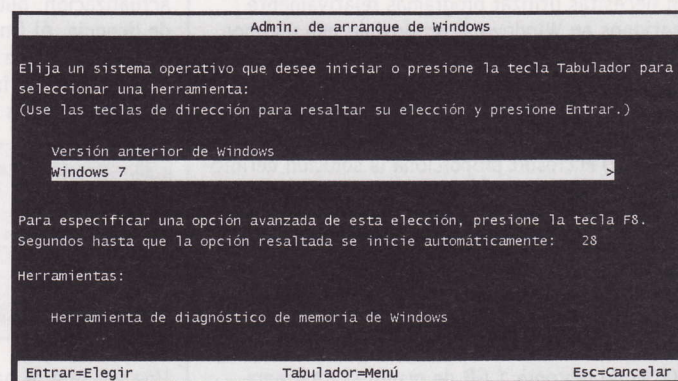 Admin. de arranque de Windows
Elija un sistema operativo que desee iniciar o presione la tecla Tabulador para
seleccionar una herramienta:
(Use las teclas de dirección para resaltar su elección y presione Entrar.)
Versión anterior de Windows
Windows 7 >
Para especificar una opción avanzada de esta elección, presione la tecla F8.
Segundos hasta que la opción resaltada se inicie automáticamente: 28
Herramientas:
Herramienta de diagnóstico de memoria de Windows
Entrar=Elegir Tabulador=Menú Esc=Cancelar